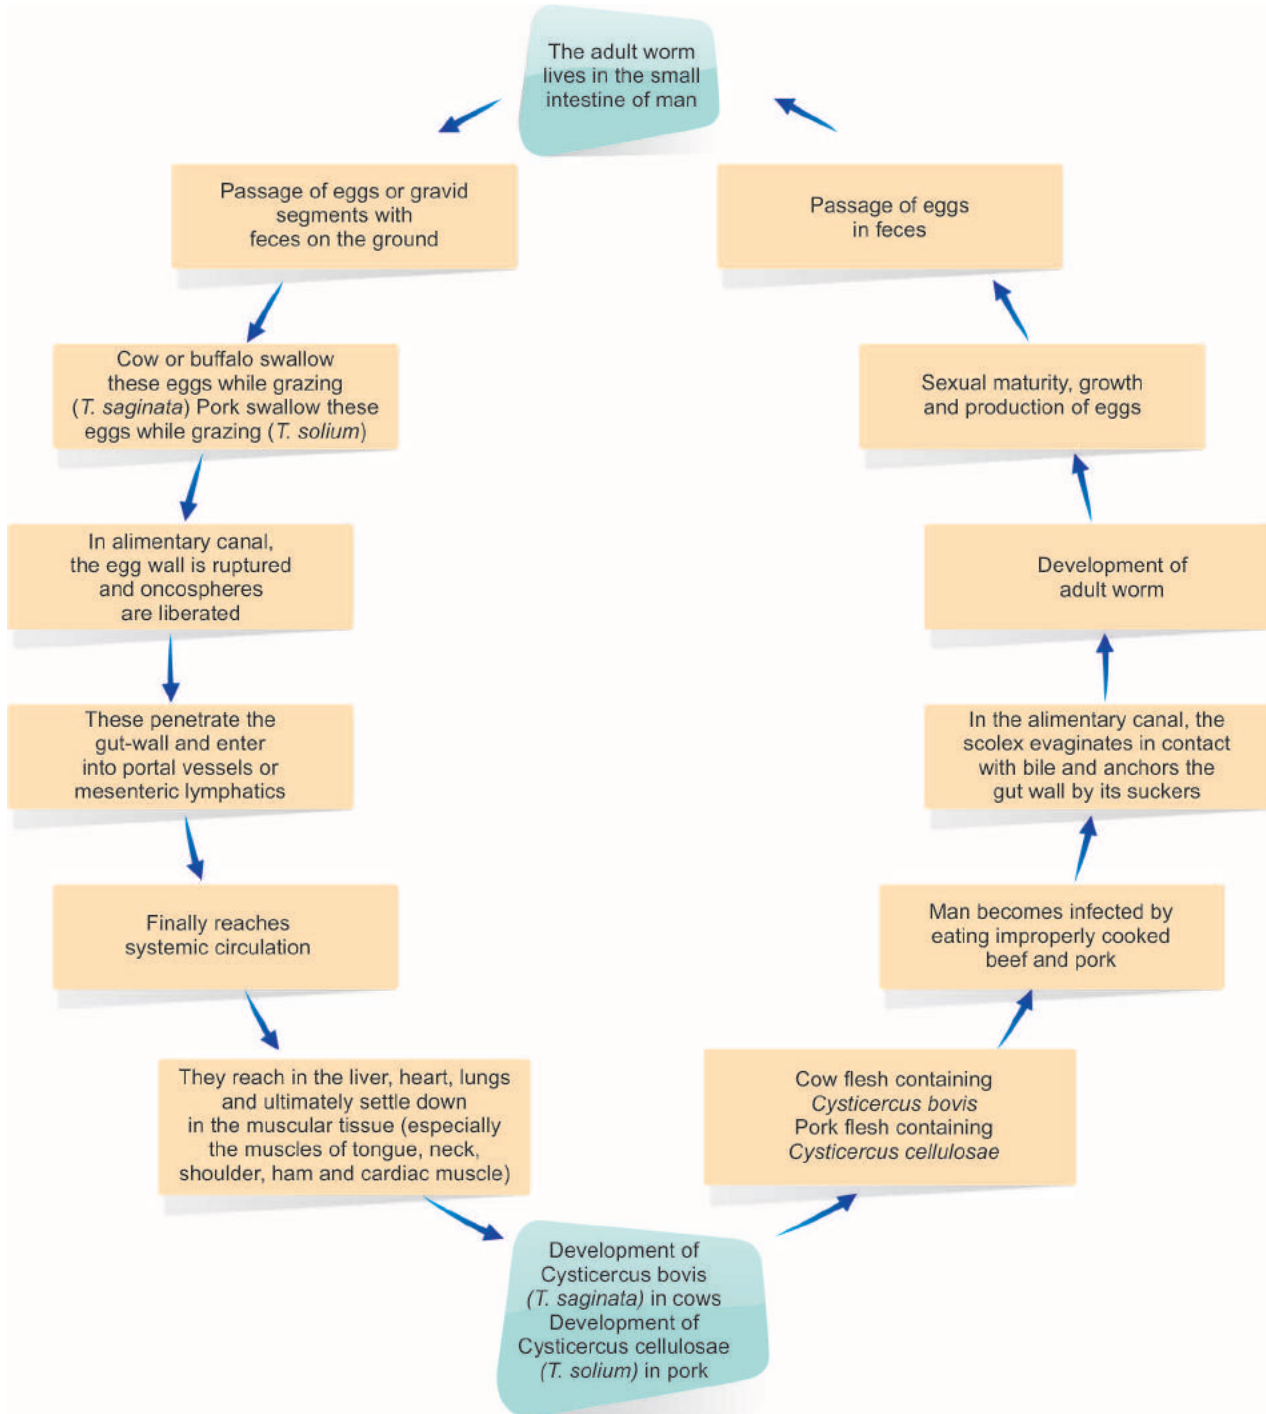 The adult worm
lives in the small
intestine of man
Passage of eggs or gravid
segments with
feces on the ground
Cow or buffalo swallow
these eggs while grazing
(T. saginata) Pork swallow these
eggs while grazing (T. solium)
In alimentary canal,
the egg wall is ruptured
and oncospheres
are liberated
These penetrate the
gut-wall and enter
into portal vessels or
mesenteric lymphatics
Finally reaches
systemic circulation
They reach in the liver, heart, lungs
and ultimately settle down
in the muscular tissue (especially
the muscles of tongue, neck,
shoulder, ham and cardiac muscle)
Development of
Cysticercus bovis
(T. saginata) in cows
Development of
Cysticercus cellulosae
(T. solium) in pork
Cow flesh containing
Cysticercus bovis
Pork flesh containing
Cysticercus cellulosae
Man becomes infected by
eating improperly cooked
beef and pork
In the alimentary canal, the
scolex evaginates in contact
with bile and anchors the
gut wall by its suckers
Development of
adult worm
Sexual maturity, growth
and production of eggs
Passage of eggs
in feces